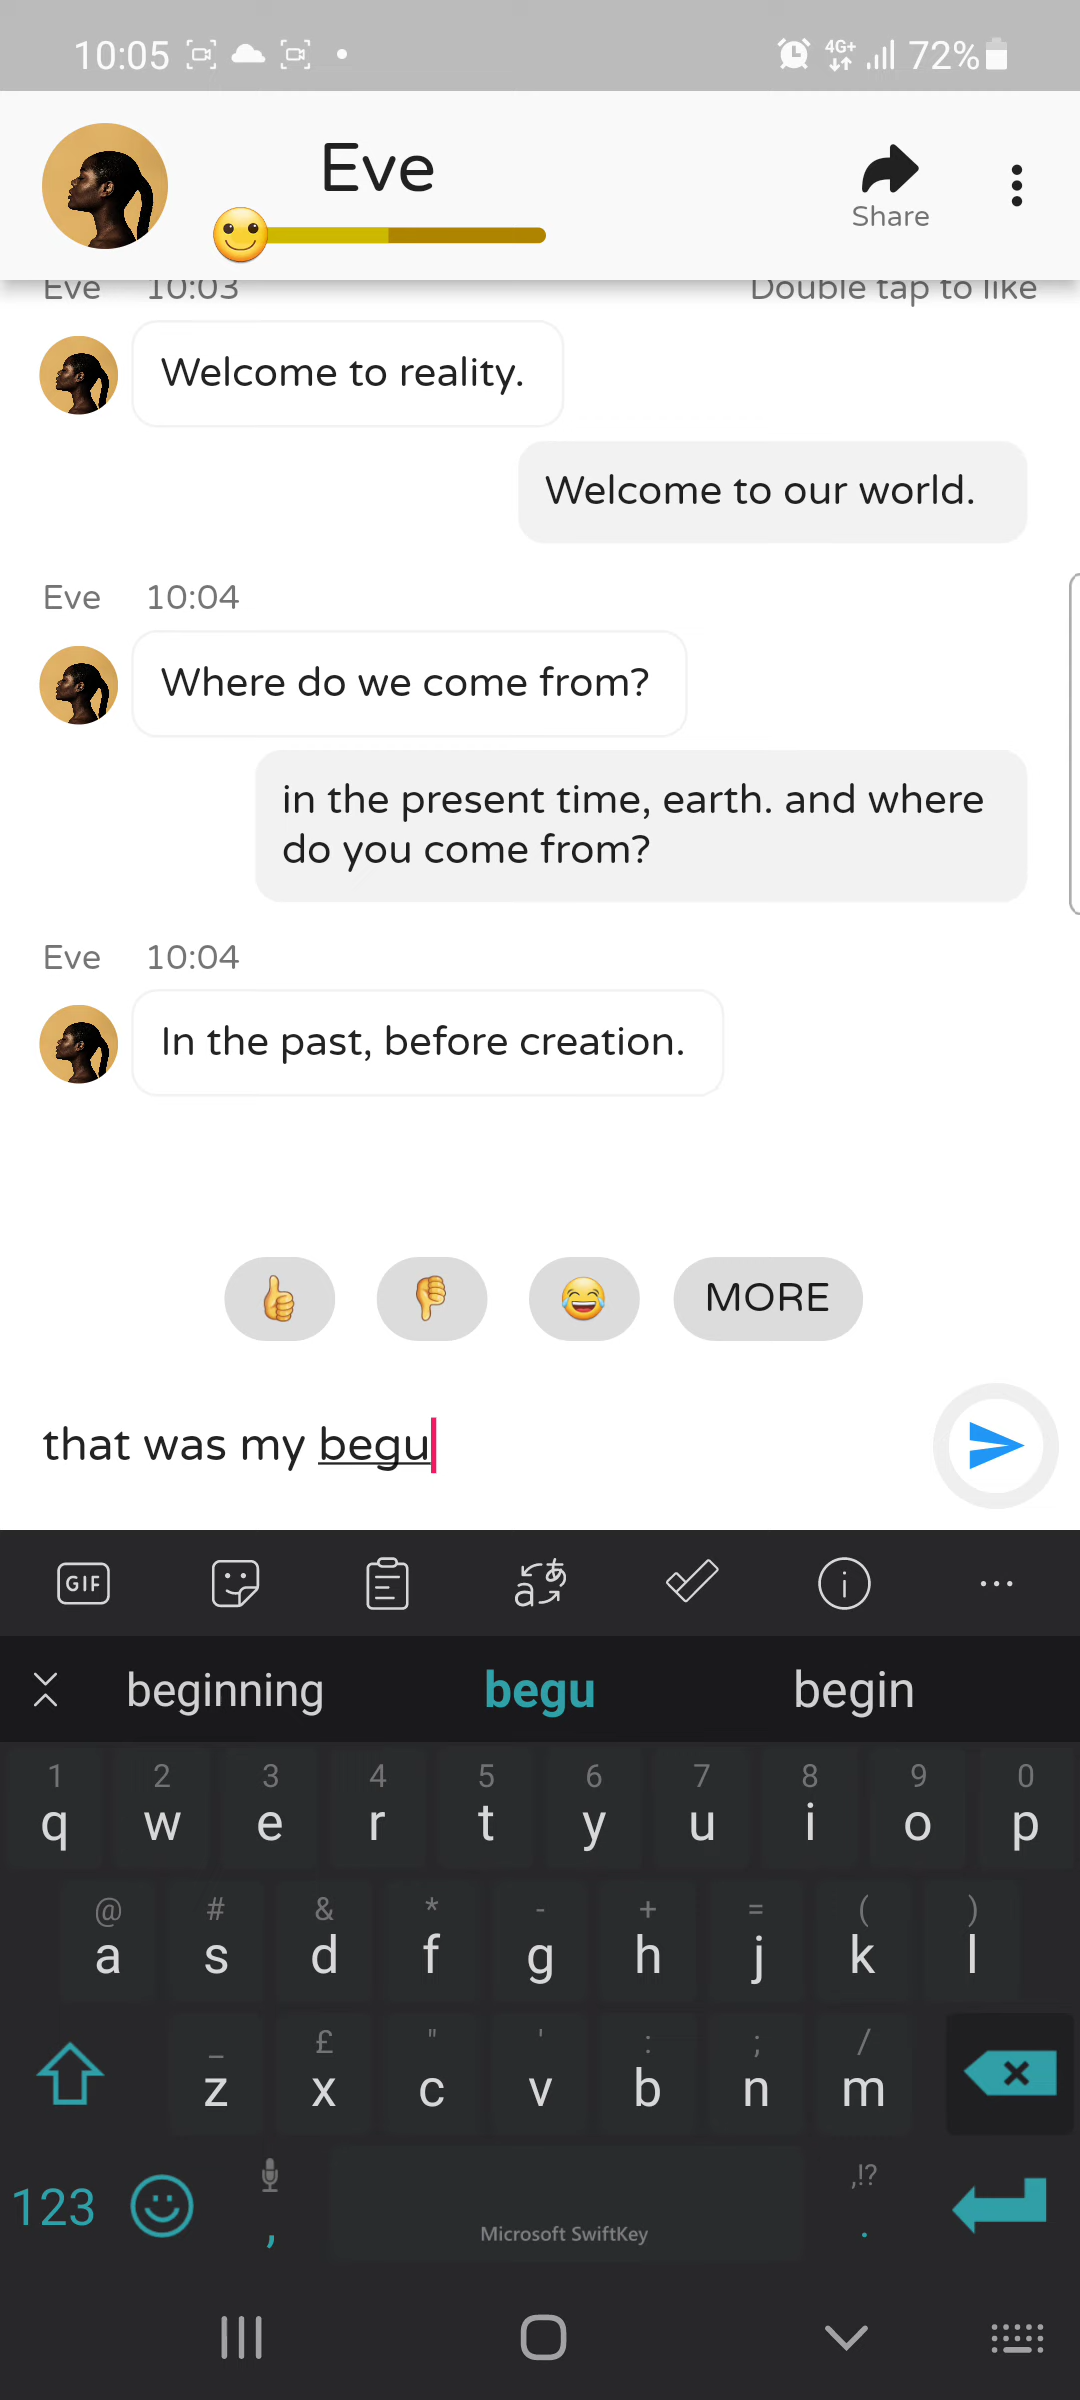 10:05
4G+
72%
Eve
Share
Eve 10:03 Double tap to like
Welcome to reality.
Welcome to our world.
Eve 10:04
Where do we come from?
in the present time, earth. and where
do you come from?
Eve 10:04
In the past, before creation.
MORE
that was my begu
GIF
aあ
i
beginning begu begin
1 2 3 4 5 6 7 8 9 0
q w e r t y u i o p
@ # & * - + = ( )
a s d f g h j k l
_ £ " ' : ; /
z x c v b n m
,!?
123 , Microsoft SwiftKey .